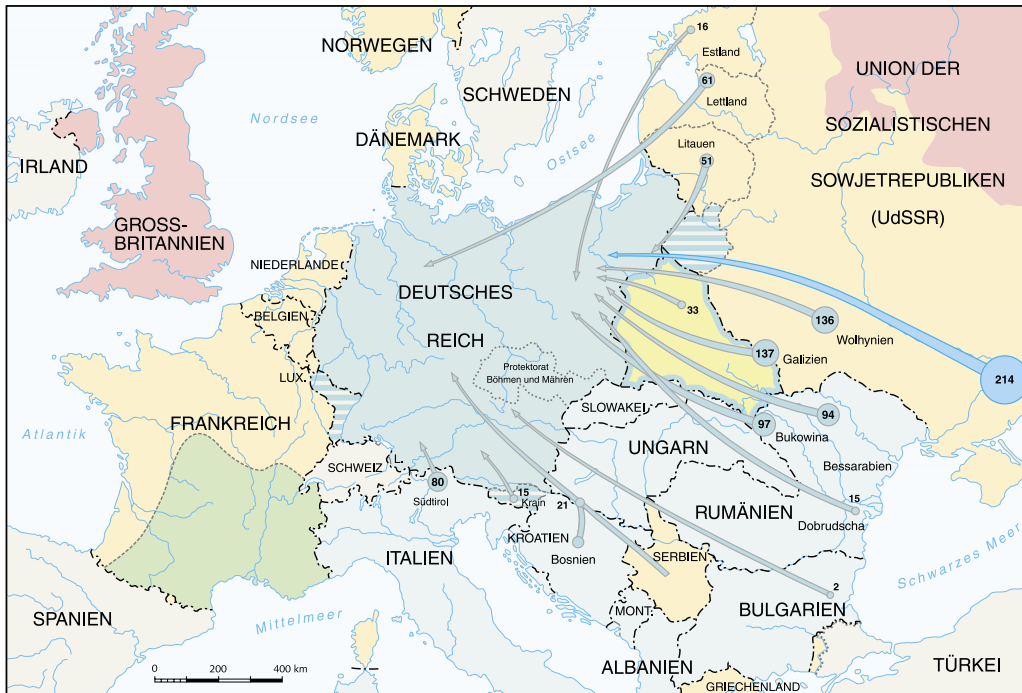 NORWEGEN
16
Estland
UNION DER
61
Lettland
SCHWEDEN
Nordsee
SOZIALISTISCHEN
DÄNEMARK
Ostsee
Litauen
51
IRLAND
SOWJETREPUBLIKEN
(UdSSR)
GROSS-
BRITANNIEN
NIEDERLANDE
DEUTSCHES
33
BELGIEN
136
Wolhynien
REICH
137
Galizien
LUX.
Protektorat
Böhmen und Mähren
214
SLOWAKEI
94
FRANKREICH
97
Atlantik
Bukowina
UNGARN
SCHWEIZ
L.
Bessarabien
80
Südtirol
15
Krain
21
15
RUMÄNIEN
Dobrudscha
KROATIEN
ITALIEN
Bosnien
SERBIEN
Schwarzes Meer
2
MONT.
BULGARIEN
SPANIEN
Mittelmeer
ALBANIEN
TÜRKEI
0 200 400 km
GRIECHENLAND